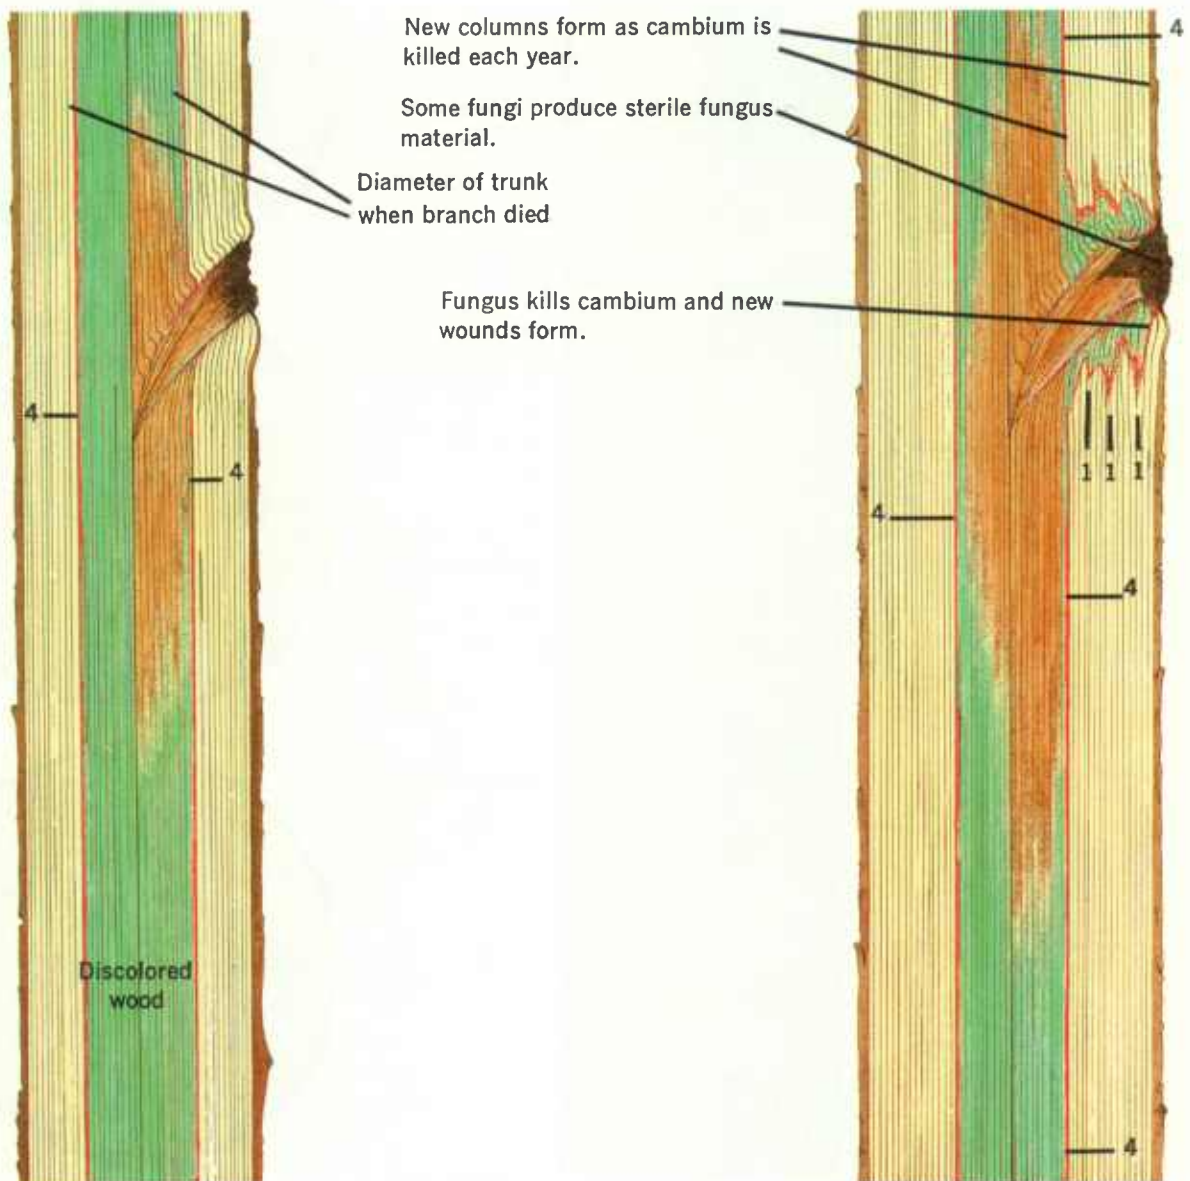 New columns form as cambium is
killed each year.
4
Some fungi produce sterile fungus
material.
Diameter of trunk
when branch died
Fungus kills cambium and new
wounds form.
4
4
1 1 1
4
4
Discolored
wood
4